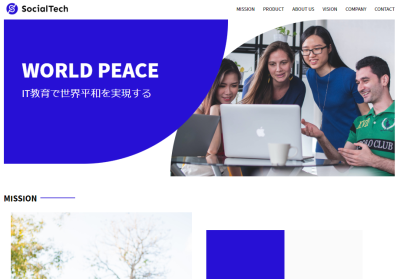 SocialTech
MISSION PRODUCT ABOUT US VISION COMPANY CONTACT
WORLD PEACE
IT教育で世界平和を実現する
MISSION